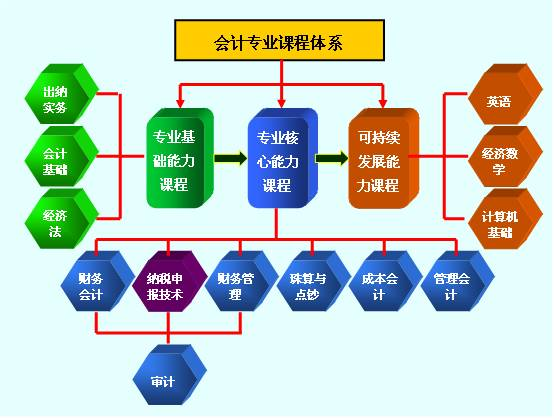 会计专业课程体系
出纳
实务
会计
基础
经济
法
专业基
础能力
课程
专业核
心能力
课程
可持续
发展能
力课程
英语
经济数
学
计算机
基础
财务
会计
纳税申
报技术
财务管
理
珠算与
点钞
成本会
计
管理会
计
审计